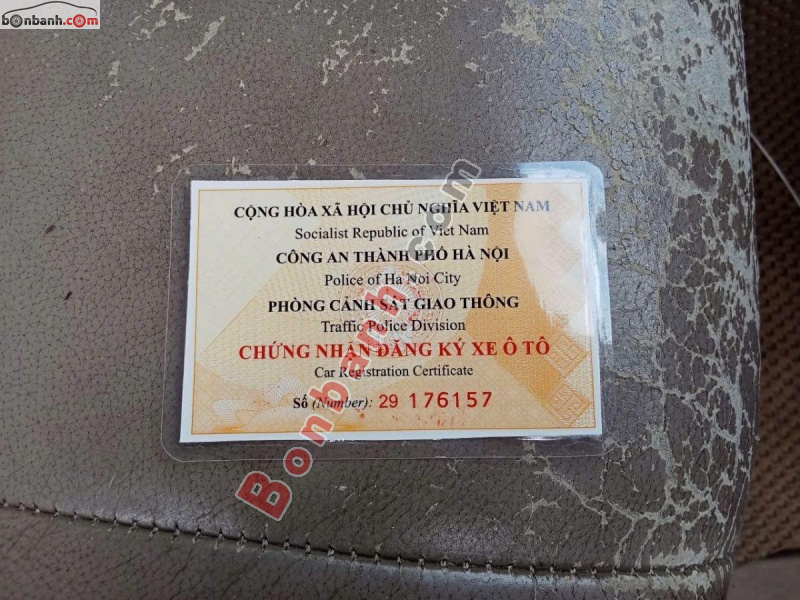 bonbanh.com
CỘNG HÒA XÃ HỘI CHỦ NGHĨA VIỆT NAM
Socialist Republic of Viet Nam
CÔNG AN THÀNH PHỐ HÀ NỘI
Police of Ha Noi City
PHÒNG CẢNH SÁT GIAO THÔNG
Traffic Police Division
CHỨNG NHẬN ĐĂNG KÝ XE Ô TÔ
Car Registration Certificate
Số (Number): 29 176157
Bonbanh.com